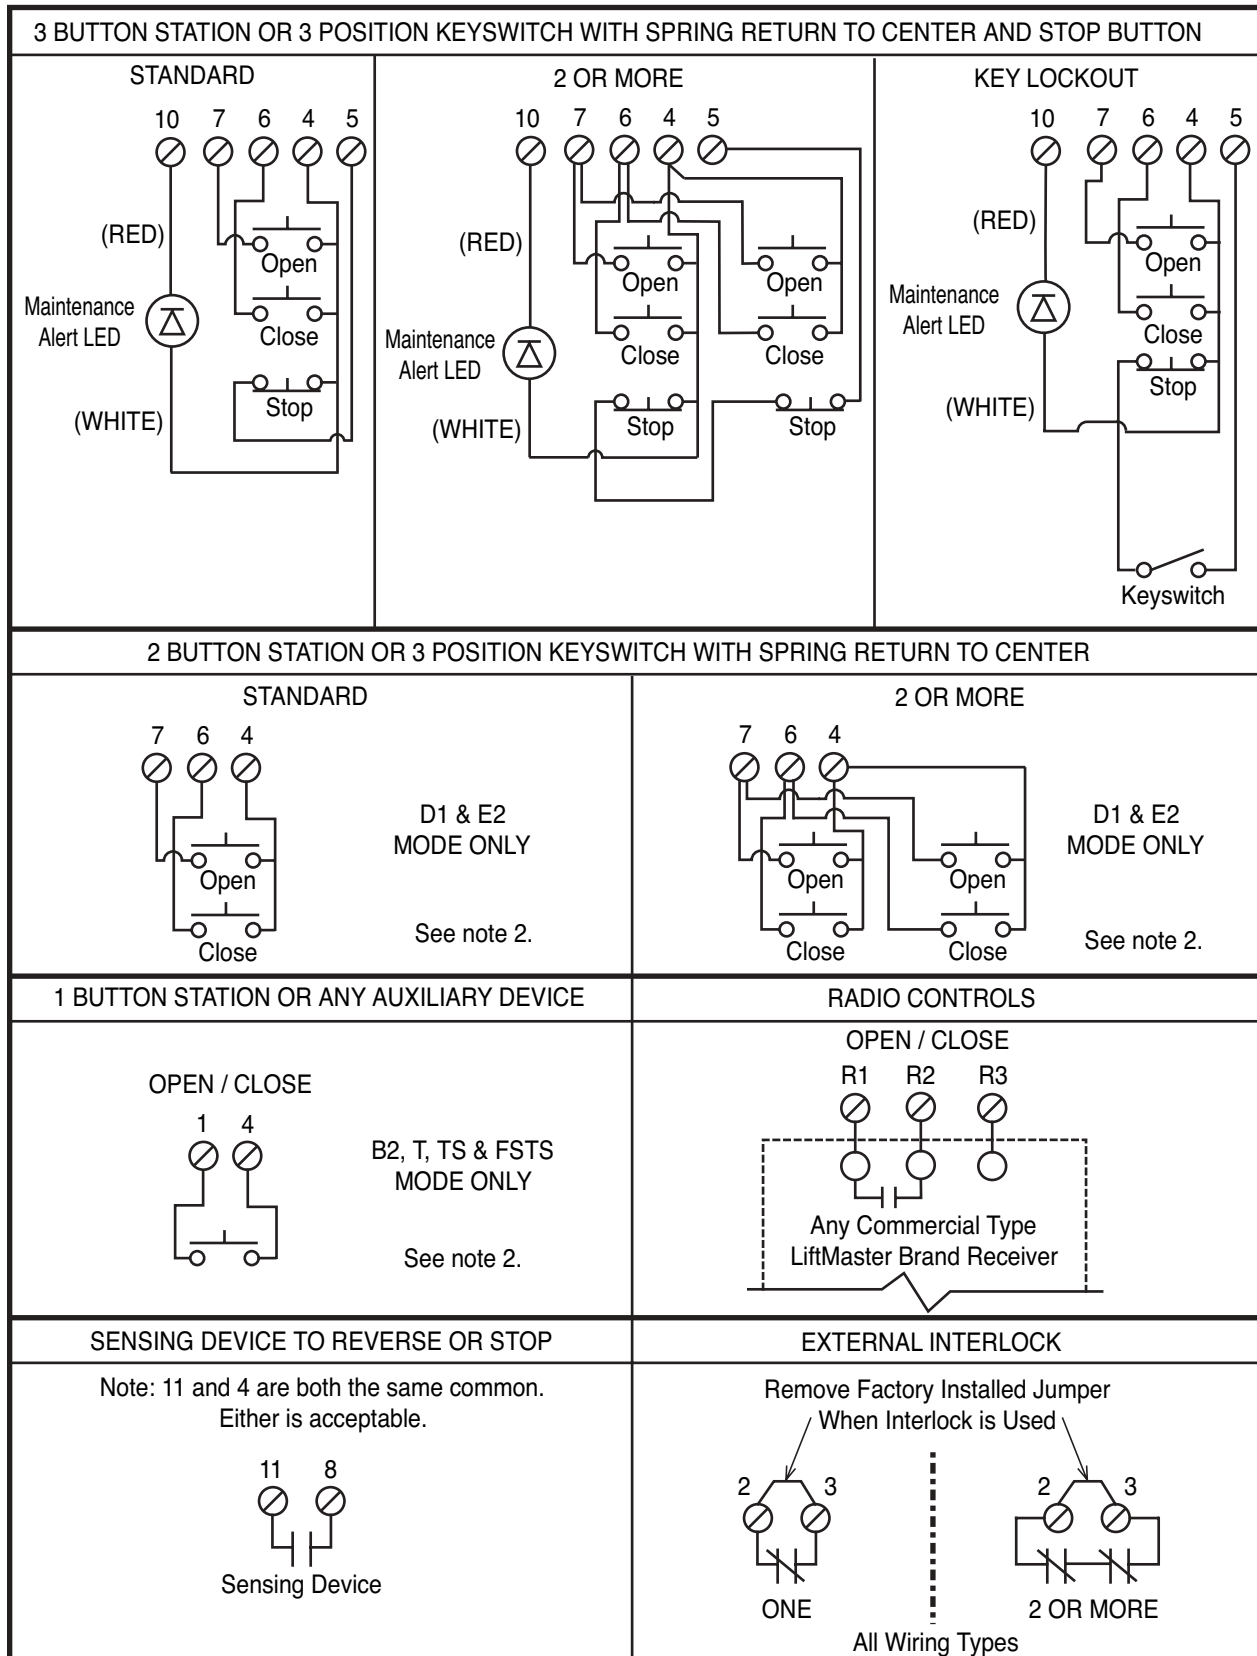 3 BUTTON STATION OR 3 POSITION KEYSWITCH WITH SPRING RETURN TO CENTER AND STOP BUTTON
STANDARD
10 7 6 4 5
(RED)
Open
Maintenance
Alert LED
Close
Stop
(WHITE)
2 OR MORE
10 7 6 4 5
(RED)
Open Open
Maintenance
Alert LED
Close Close
(WHITE)
Stop Stop
KEY LOCKOUT
10 7 6 4 5
(RED)
Open
Maintenance
Alert LED
Close
Stop
(WHITE)
Keyswitch
2 BUTTON STATION OR 3 POSITION KEYSWITCH WITH SPRING RETURN TO CENTER
STANDARD
7 6 4
D1 & E2
MODE ONLY
Open
See note 2.
Close
2 OR MORE
7 6 4
D1 & E2
MODE ONLY
Open Open
See note 2.
Close Close
1 BUTTON STATION OR ANY AUXILIARY DEVICE
OPEN / CLOSE
1 4
B2, T, TS & FSTS
MODE ONLY
See note 2.
RADIO CONTROLS
OPEN / CLOSE
R1 R2 R3
Any Commercial Type
LiftMaster Brand Receiver
SENSING DEVICE TO REVERSE OR STOP
Note: 11 and 4 are both the same common.
Either is acceptable.
11 8
Sensing Device
EXTERNAL INTERLOCK
Remove Factory Installed Jumper
When Interlock is Used
2 3 2 3
ONE 2 OR MORE
All Wiring Types